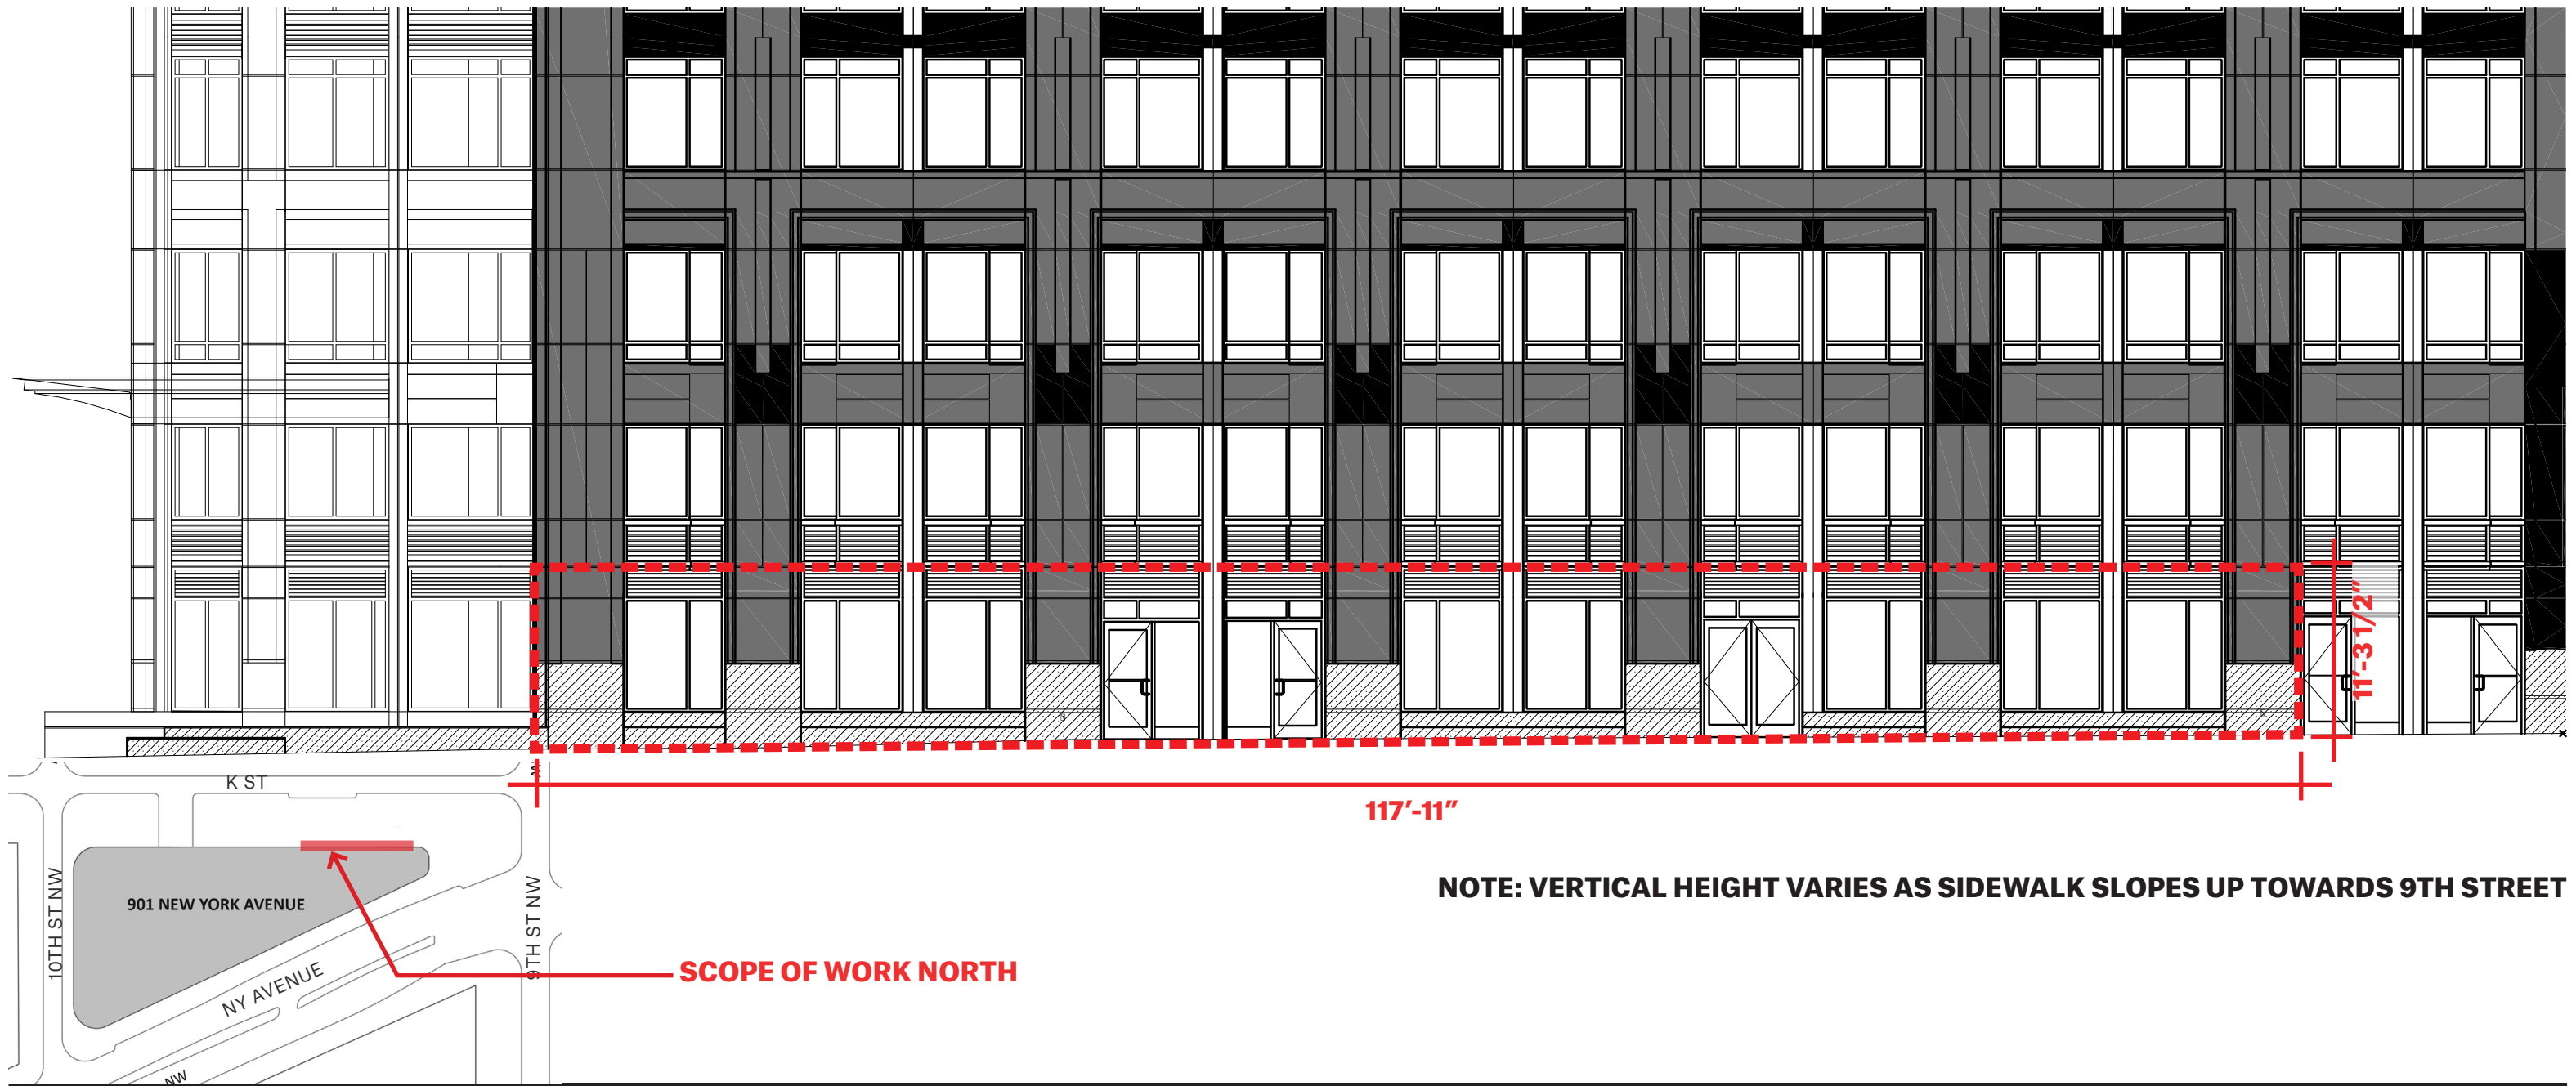 11'-3 1/2"
117'-11"
K ST
10TH ST NW
901 NEW YORK AVENUE
9TH ST NW
NY AVENUE
NW
NOTE: VERTICAL HEIGHT VARIES AS SIDEWALK SLOPES UP TOWARDS 9TH STREET
SCOPE OF WORK NORTH